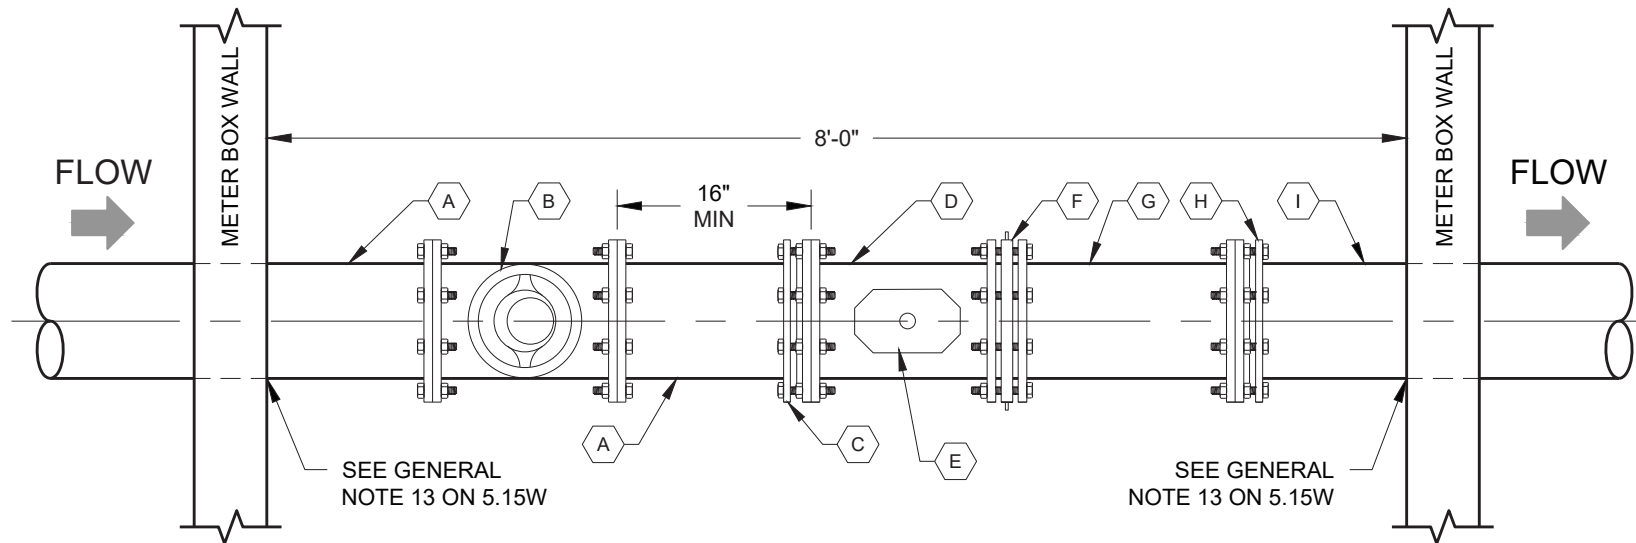 METER BOX WALL
METER BOX WALL
8'-0"
FLOW
FLOW
A
B
16"
MIN
D
F
G
H
I
A
C
E
SEE GENERAL
NOTE 13 ON 5.15W
SEE GENERAL
NOTE 13 ON 5.15W